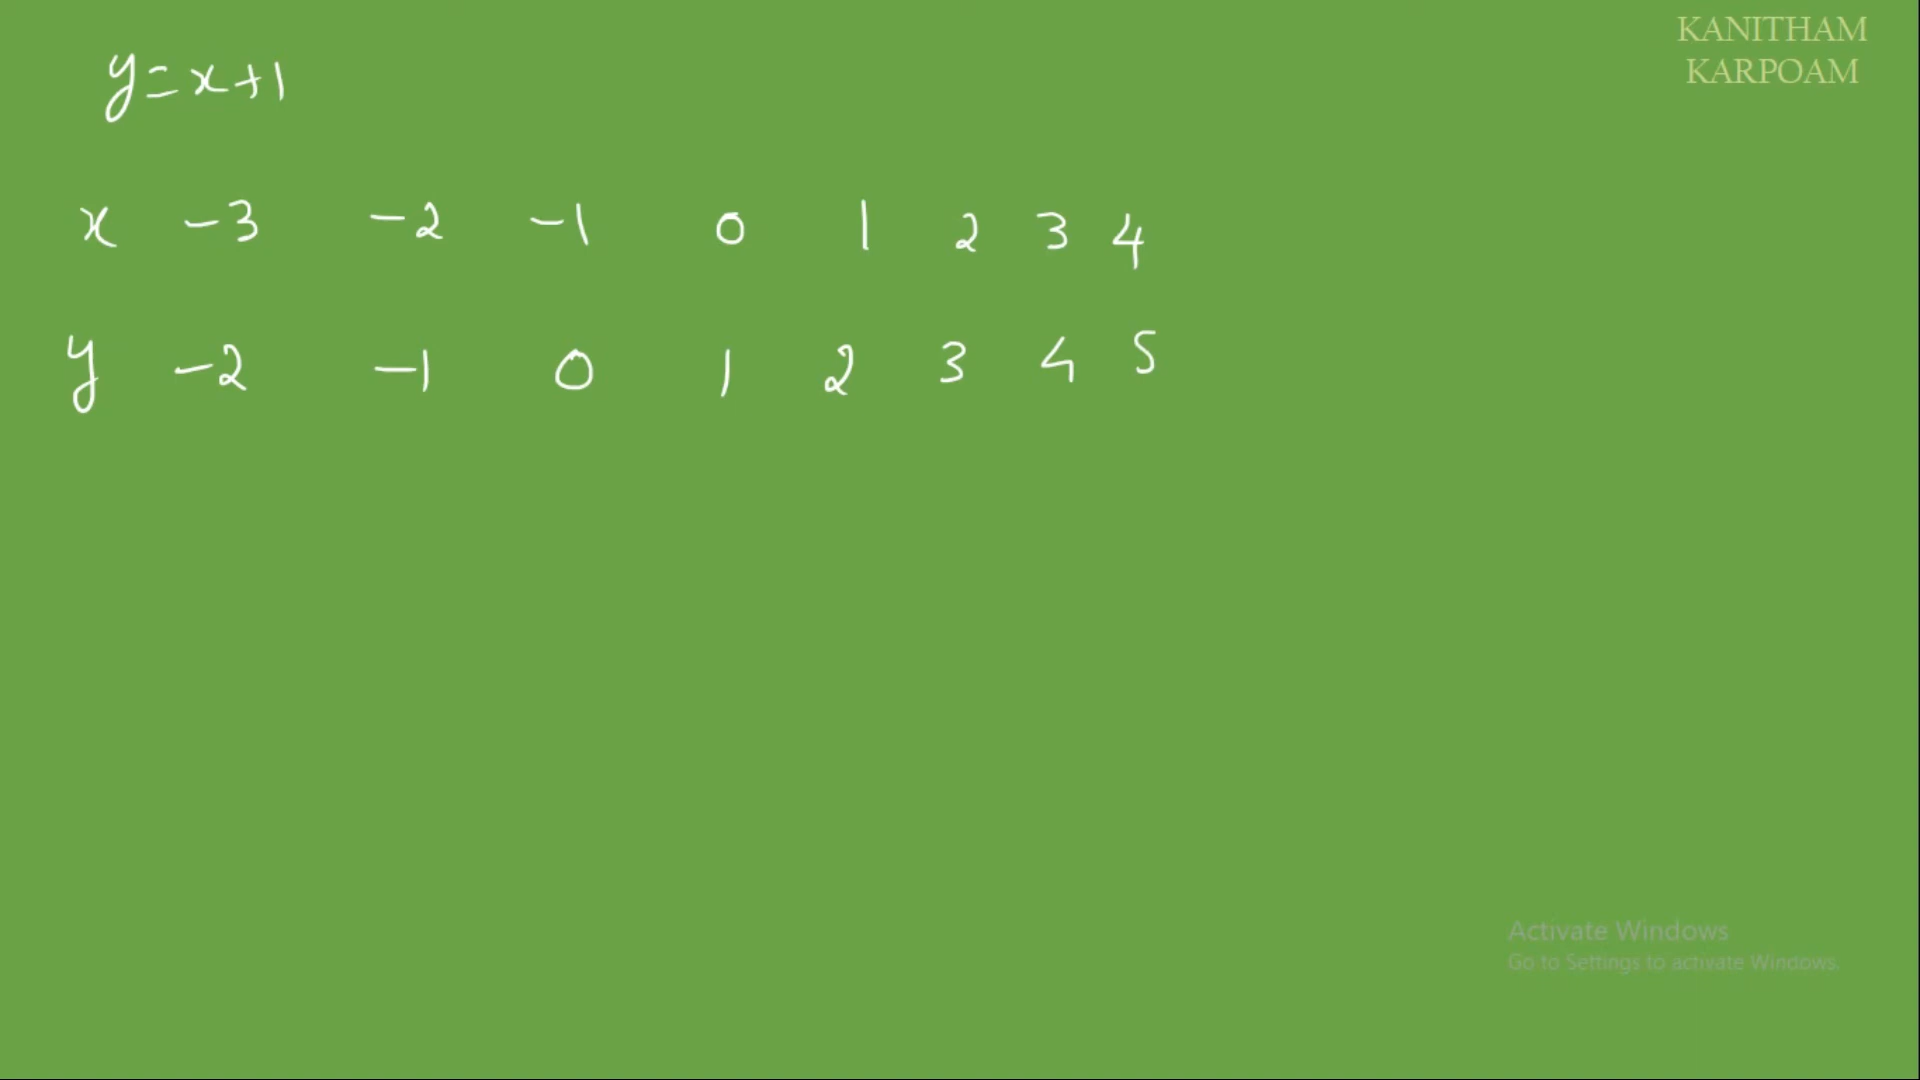 KANITHAM
KARPOAM
y=x+1
x -3 -2 -1 0 1 2 3 4
y -2 -1 0 1 2 3 4 5
Activate Windows
Go to Settings to activate Windows.